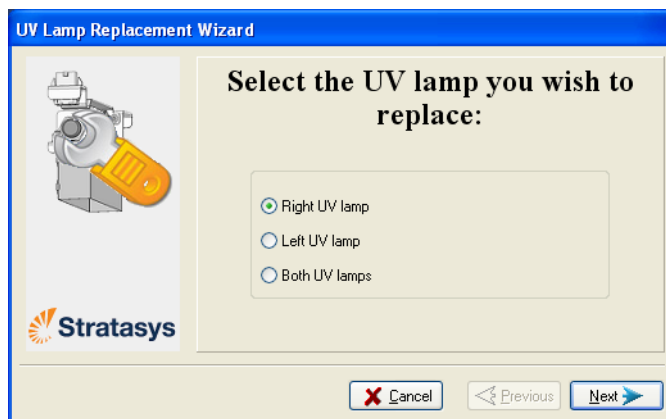 UV Lamp Replacement Wizard
Select the UV lamp you wish to
replace:
Right UV lamp
Left UV lamp
Both UV lamps
Stratasys
Cancel
Previous
Next